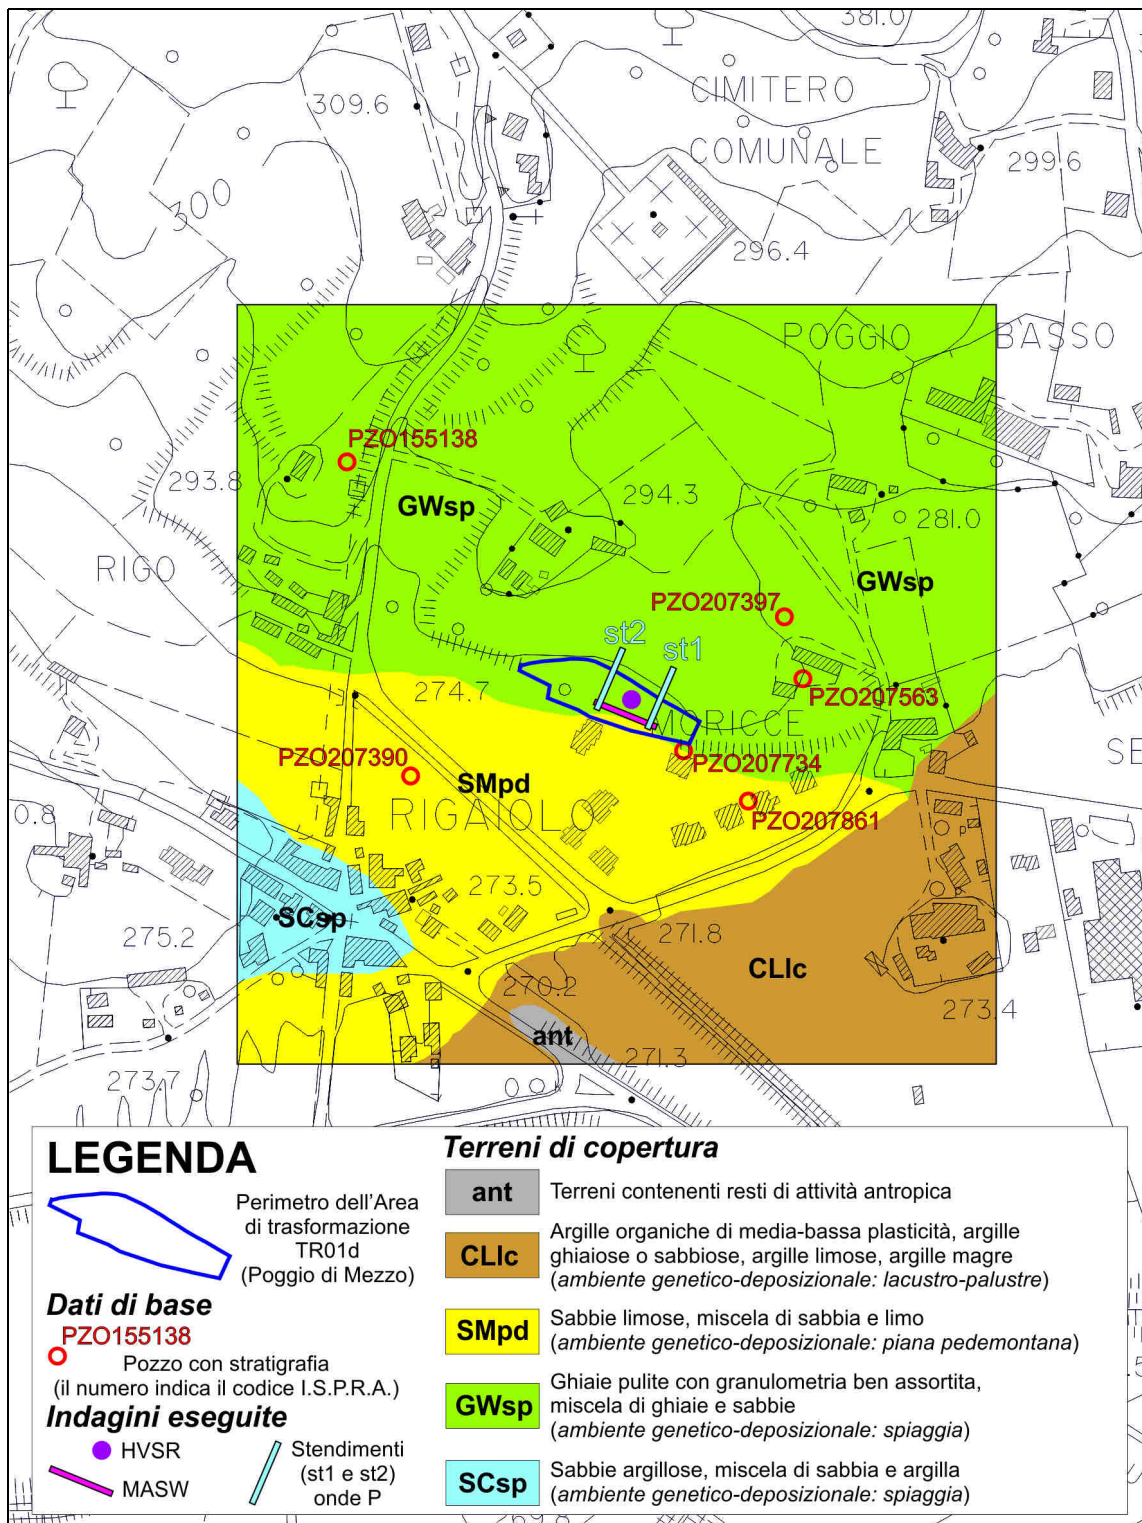 381.0
CIMITERO
309.6
COMUNALE
299.6
300
296.4
POGGIO BASSO
PZO155138
293.8
GWsp
294.3
281.0
RIGO
GWsp
PZO207397
st2
st1
274.7
PZO207563
MORICCE
PZO207390
SMpd
PZO207734
SE
RIGAIOLO
PZO207861
0.8
273.5
SCsp
275.2
271.8
CLlc
270.2
273.4
ant
271.3
273.7
LEGENDA
Perimetro dell'Area
di trasformazione
TR01d
(Poggio di Mezzo)
Dati di base
PZO155138
Pozzo con stratigrafia
(il numero indica il codice I.S.P.R.A.)
Indagini eseguite
HVSR
MASW
Stendimenti
(st1 e st2)
onde P
Terreni di copertura
ant
Terreni contenenti resti di attività antropica
CLlc
Argille organiche di media-bassa plasticità, argille
ghiaiose o sabbiose, argille limose, argille magre
(ambiente genetico-deposizionale: lacustro-palustre)
SMpd
Sabbie limose, miscela di sabbia e limo
(ambiente genetico-deposizionale: piana pedemontana)
GWsp
Ghiaie pulite con granulometria ben assortita,
miscela di ghiaie e sabbie
(ambiente genetico-deposizionale: spiaggia)
SCsp
Sabbie argillose, miscela di sabbia e argilla
(ambiente genetico-deposizionale: spiaggia)